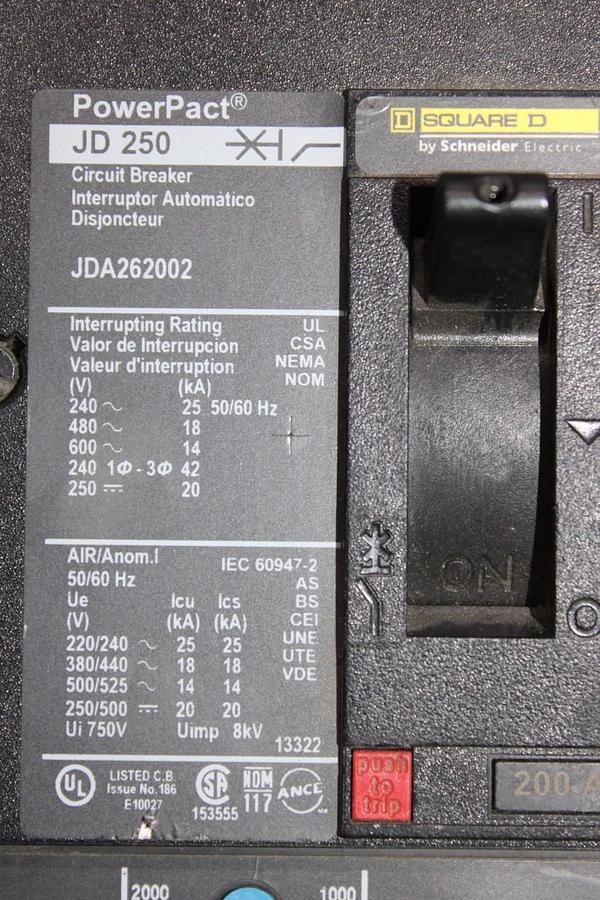 PowerPact®
JD 250
Circuit Breaker
Interruptor Automático
Disjoncteur
JDA262002
Interrupting Rating UL
Valor de Interrupción CSA
Valeur d'interruption NEMA
(V) (kA) NOM
240 ~ 25 50/60 Hz
480 ~ 18
600 ~ 14
240 1Φ - 3Φ 42
250 ⎓ 20
AIR/Anom.I IEC 60947-2
50/60 Hz AS
Ue Icu Ics BS
(V) (kA) (kA) CEI
220/240 ~ 25 25 UNE
380/440 ~ 18 18 UTE
500/525 ~ 14 14 VDE
250/500 ⎓ 20 20
Ui 750V Uimp 8kV
13322
UL LISTED C.B. SA NOM ANCE
Issue No.186 117
E10027 153555
D SQUARE D
by Schneider Electric
I
ON
O
push
to
trip
200 A
2000 1000